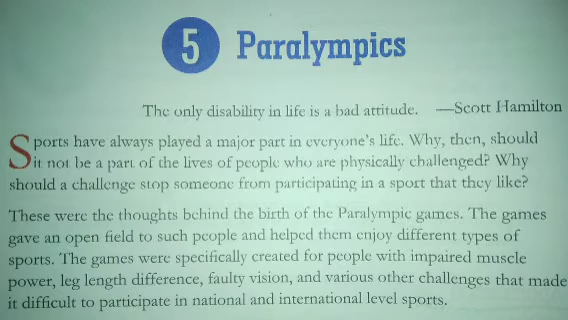 5 Paralympics
The only disability in life is a bad attitude. —Scott Hamilton
Sports have always played a major part in everyone's life. Why, then, should
it not be a part of the lives of people who are physically challenged? Why
should a challenge stop someone from participating in a sport that they like?
These were the thoughts behind the birth of the Paralympic games. The games
gave an open field to such people and helped them enjoy different types of
sports. The games were specifically created for people with impaired muscle
power, leg length difference, faulty vision, and various other challenges that made
it difficult to participate in national and international level sports.